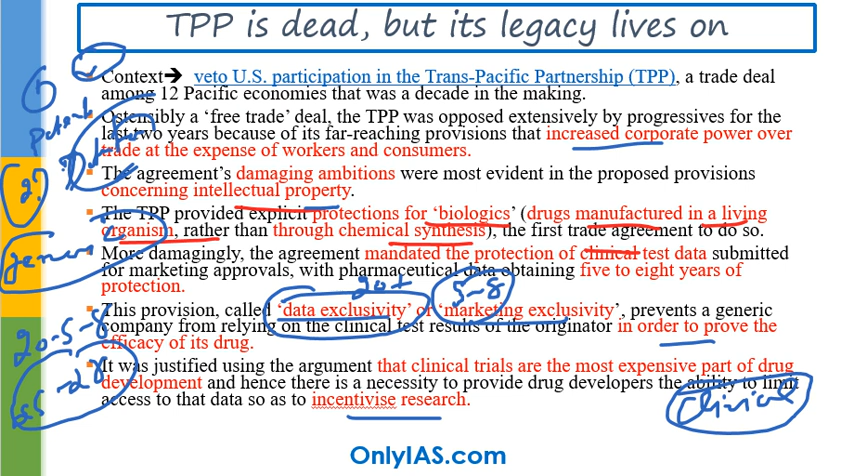 TPP is dead, but its legacy lives on
Context➔ veto U.S. participation in the Trans-Pacific Partnership (TPP), a trade deal
among 12 Pacific economies that was a decade in the making.
Ostensibly a ‘free trade’ deal, the TPP was opposed extensively by progressives for the
last two years because of its far-reaching provisions that increased corporate power over
trade at the expense of workers and consumers.
The agreement’s damaging ambitions were most evident in the proposed provisions
concerning intellectual property.
The TPP provided explicit protections for ‘biologics’ (drugs manufactured in a living
organism, rather than through chemical synthesis), the first trade agreement to do so.
More damagingly, the agreement mandated the protection of clinical test data submitted
for marketing approvals, with pharmaceutical data obtaining five to eight years of
protection.
20+
5-8
This provision, called ‘data exclusivity’ or ‘marketing exclusivity’, prevents a generic
company from relying on the clinical test results of the originator in order to prove the
efficacy of its drug.
20-5-8
It was justified using the argument that clinical trials are the most expensive part of drug
development and hence there is a necessity to provide drug developers the ability to limit
access to that data so as to incentivise research.
Clinical
OnlyIAS.com